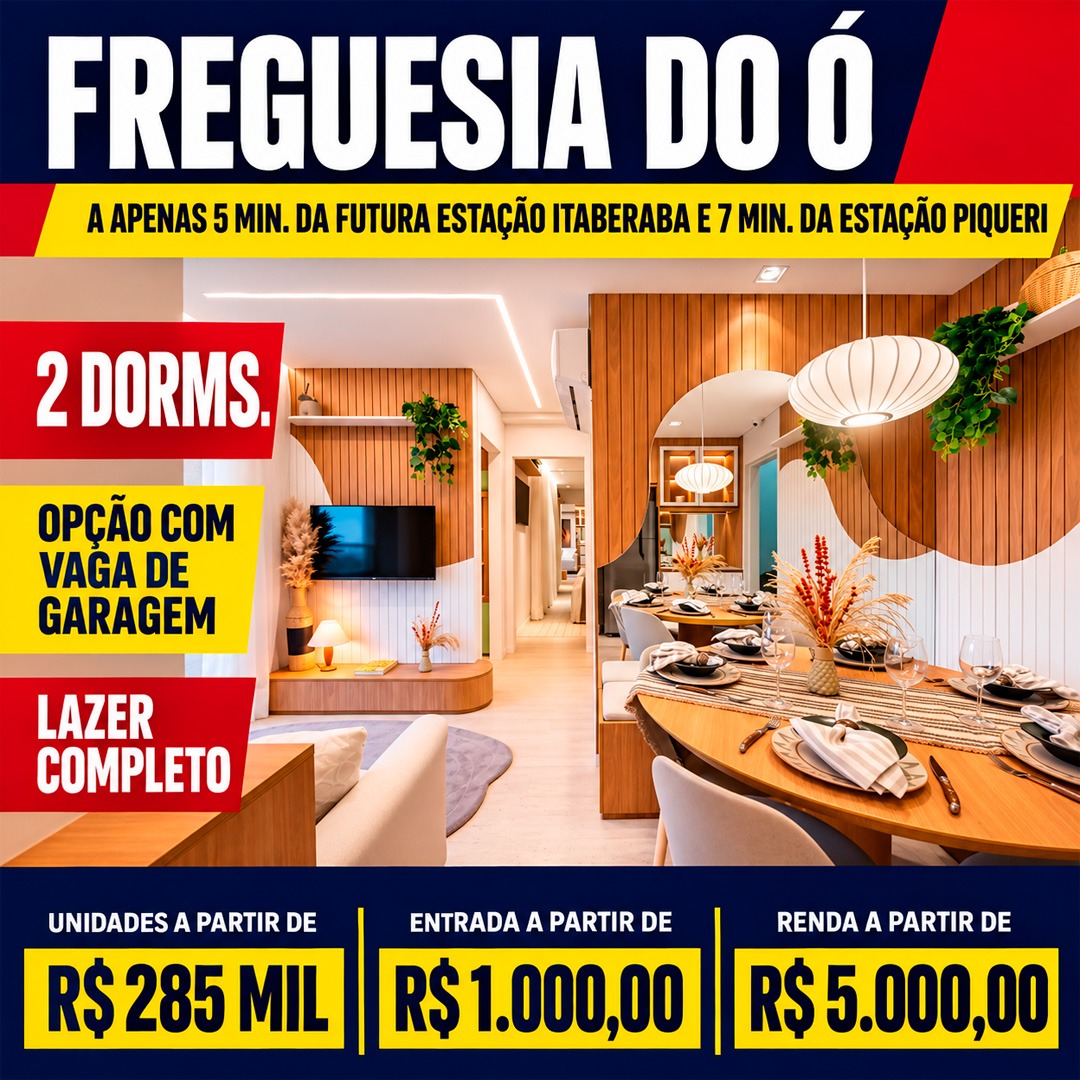 FREGUESIA DO Ó
A APENAS 5 MIN. DA FUTURA ESTAÇÃO ITABERABA E 7 MIN. DA ESTAÇÃO PIQUERI
2 DORMS.
OPÇÃO COM
VAGA DE
GARAGEM
LAZER
COMPLETO
UNIDADES A PARTIR DE
R$ 285 MIL
ENTRADA A PARTIR DE
R$ 1.000,00
RENDA A PARTIR DE
R$ 5.000,00